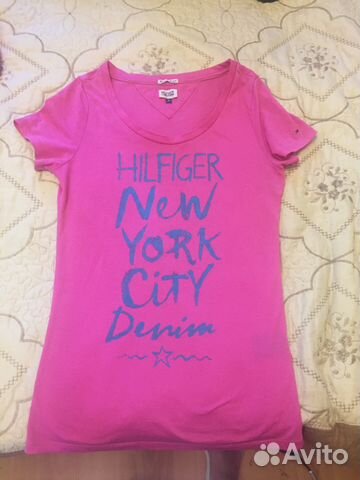 HILFIGER
New
YORK
CiTY
Denim
Avito